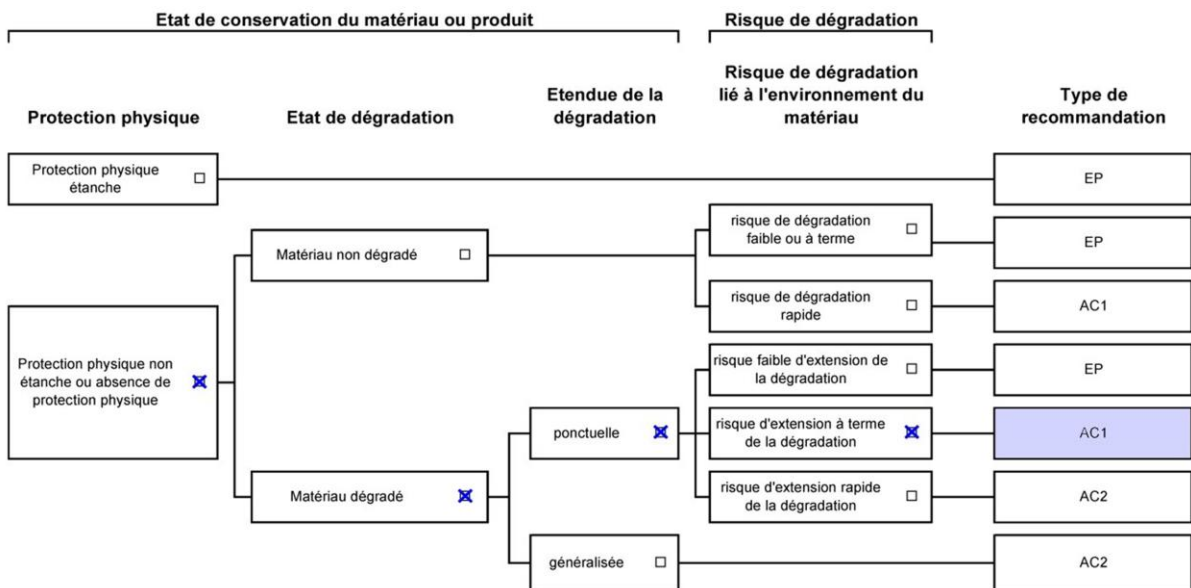 Etat de conservation du matériau ou produit
Risque de dégradation
Protection physique
Etat de dégradation
Etendue de la
dégradation
Risque de dégradation
lié à l'environnement du
matériau
Type de
recommandation
Protection physique
étanche
EP
Matériau non dégradé
risque de dégradation
faible ou à terme
EP
risque de dégradation
rapide
AC1
Protection physique non
étanche ou absence de
protection physique
risque faible d'extension de
la dégradation
EP
ponctuelle
risque d'extension à terme
de la dégradation
AC1
Matériau dégradé
risque d'extension rapide
de la dégradation
AC2
généralisée
AC2